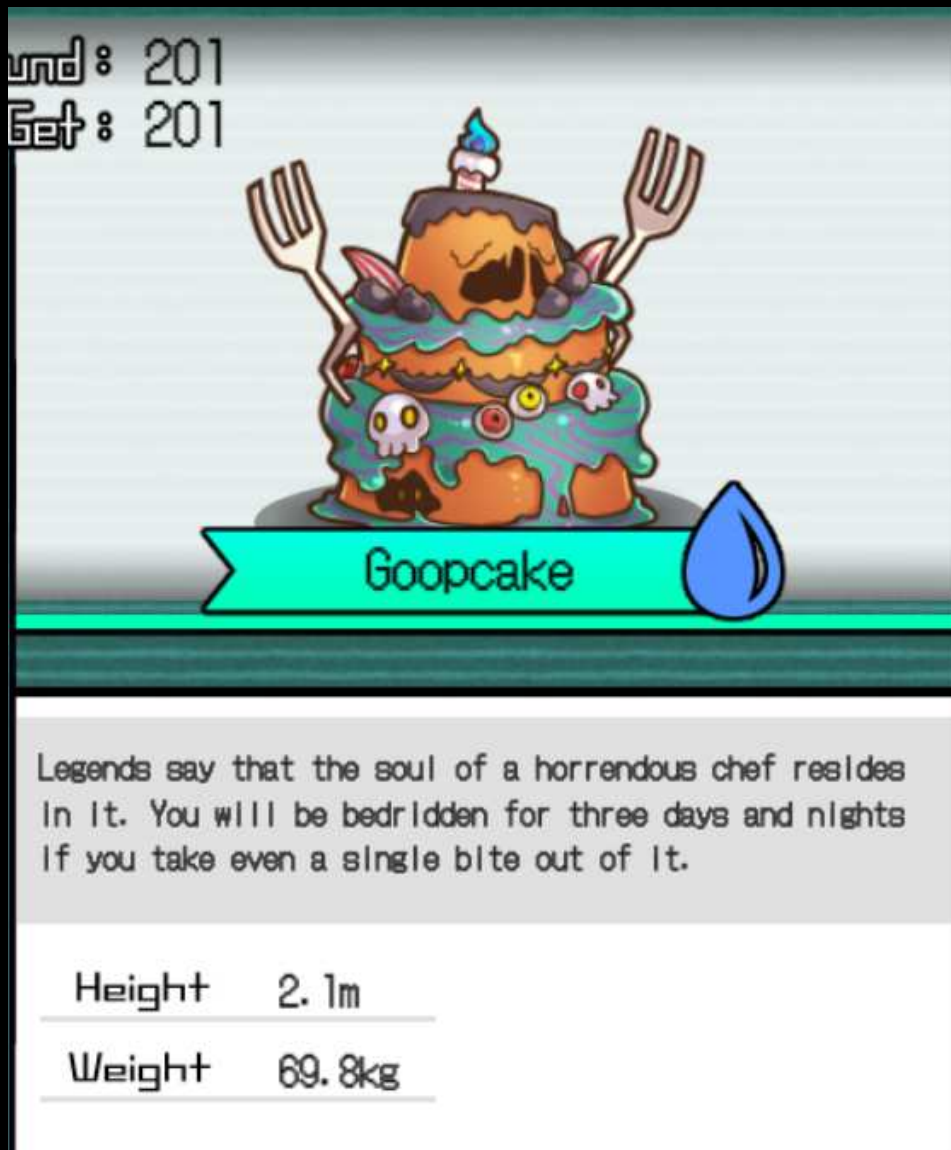 und: 201
Get: 201
Goopcake
Legends say that the soul of a horrendous chef resides
in it. You will be bedridden for three days and nights
if you take even a single bite out of it.
Height 2.1m
Weight 69.8kg